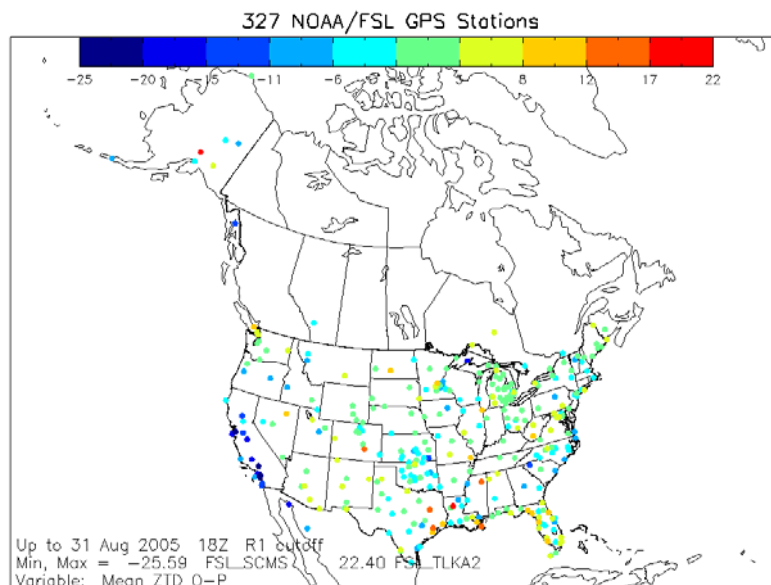 327 NOAA/FSL GPS Stations
-25 -20 -15 -11 -6 3 8 12 17 22
Up to 31 Aug 2005 18Z R1 cutoff
Min, Max = -25.59 FSL_SCMS 22.40 FSL_TLKA2
Variable: Mean ZTD O-P